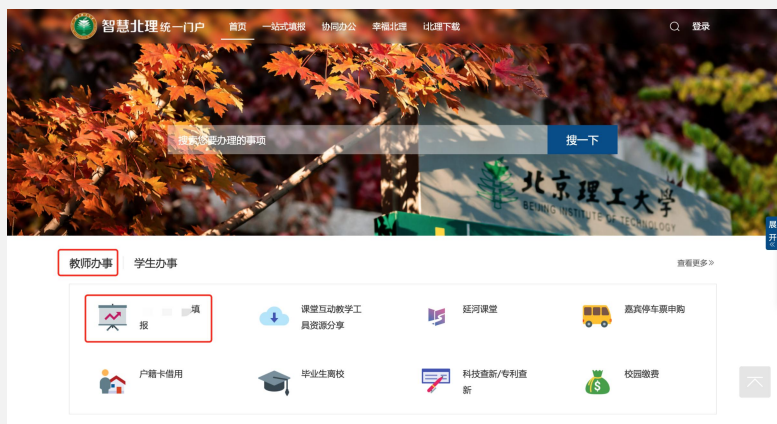 智慧北理统一门户 首页 一站式填报 协同办公 幸福北理 i北理下载 登录
搜索您要办理的事项 搜一下
北京理工大学
BEIJING INSTITUTE OF TECHNOLOGY
展开
教师办事 学生办事 查看更多
填 课堂互动教学工 延河课堂 嘉宾停车票申购
报 具资源分享
户籍卡借用 毕业生离校 科技查新/专利查 校园缴费
新